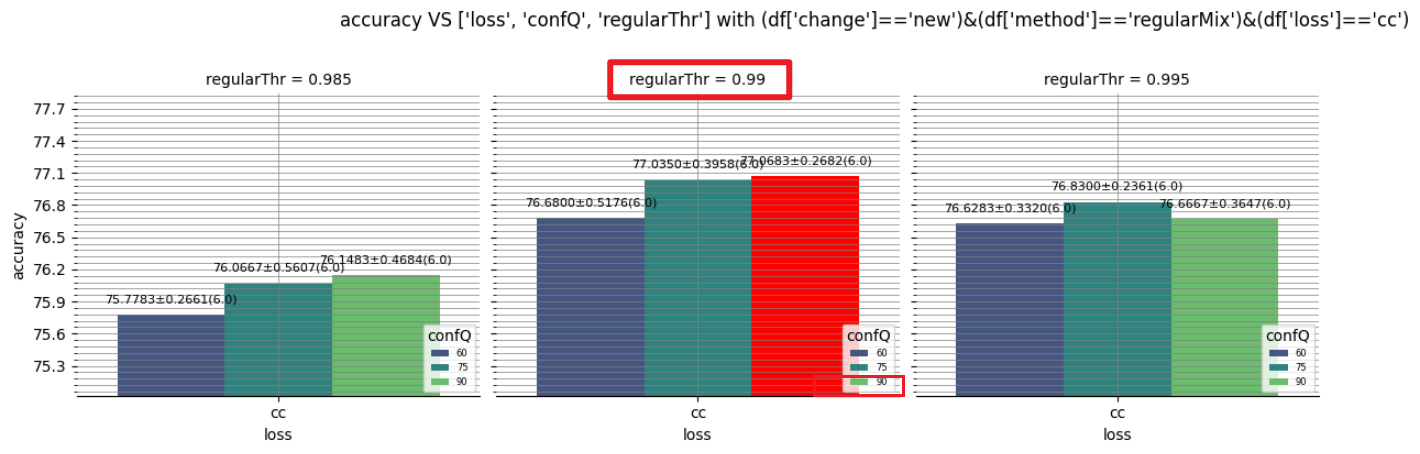 accuracy VS ['loss', 'confQ', 'regularThr'] with (df['change']=='new')&(df['method']=='regularMix')&(df['loss']=='cc')
regularThr = 0.985
regularThr = 0.99
regularThr = 0.995
accuracy
77.7
77.4
77.1
76.8
76.5
76.2
75.9
75.6
75.3
75.7783±0.2661(6.0)
76.0667±0.5607(6.0)
76.1483±0.4684(6.0)
confQ
60
75
90
cc
loss
76.6800±0.5176(6.0)
77.0350±0.3958(6.0)
77.0683±0.2682(6.0)
confQ
60
75
90
cc
loss
76.6283±0.3320(6.0)
76.8300±0.2361(6.0)
76.6667±0.3647(6.0)
confQ
60
75
90
cc
loss